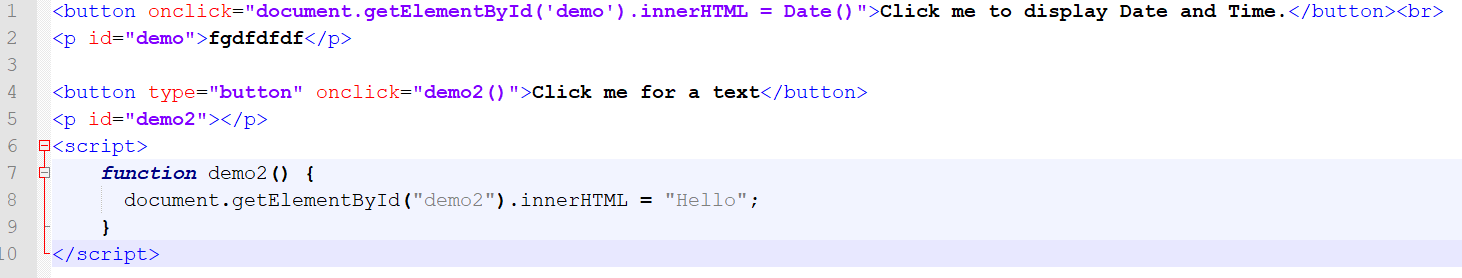 1 <button onclick="document.getElementById('demo').innerHTML = Date()">Click me to display Date and Time.</button><br>
2 <p id="demo">fgdfdfdf</p>
3
4 <button type="button" onclick="demo2()">Click me for a text</button>
5 <p id="demo2"></p>
6 <script>
7 function demo2() {
8 document.getElementById("demo2").innerHTML = "Hello";
9 }
10 </script>